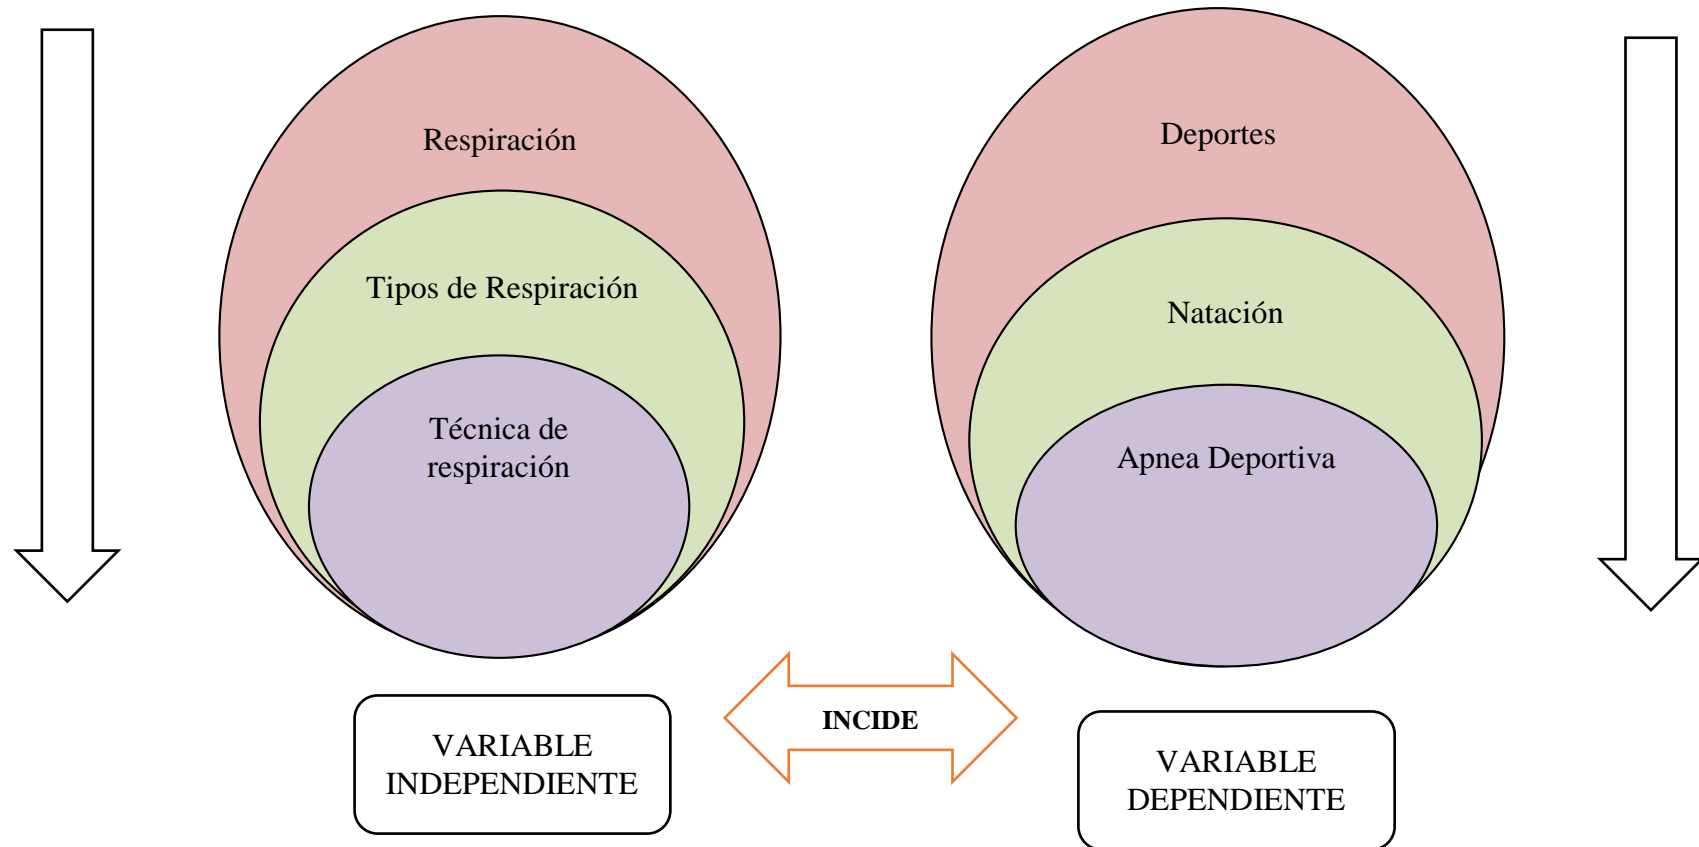 Respiración
Tipos de Respiración
Técnica de
respiración
Deportes
Natación
Apnea Deportiva
VARIABLE
INDEPENDIENTE
INCIDE
VARIABLE
DEPENDIENTE